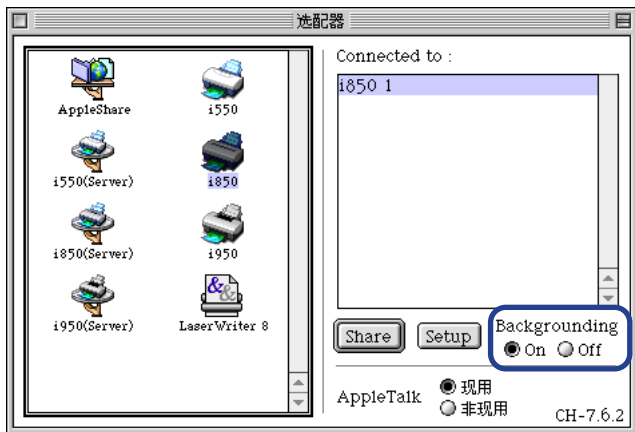 选配器
AppleShare
i550
i550(Server)
i850
i850(Server)
i950
i950(Server)
LaserWriter 8
Connected to :
i850 1
Share
Setup
Backgrounding
On Off
AppleTalk
现用
非现用
CH-7.6.2